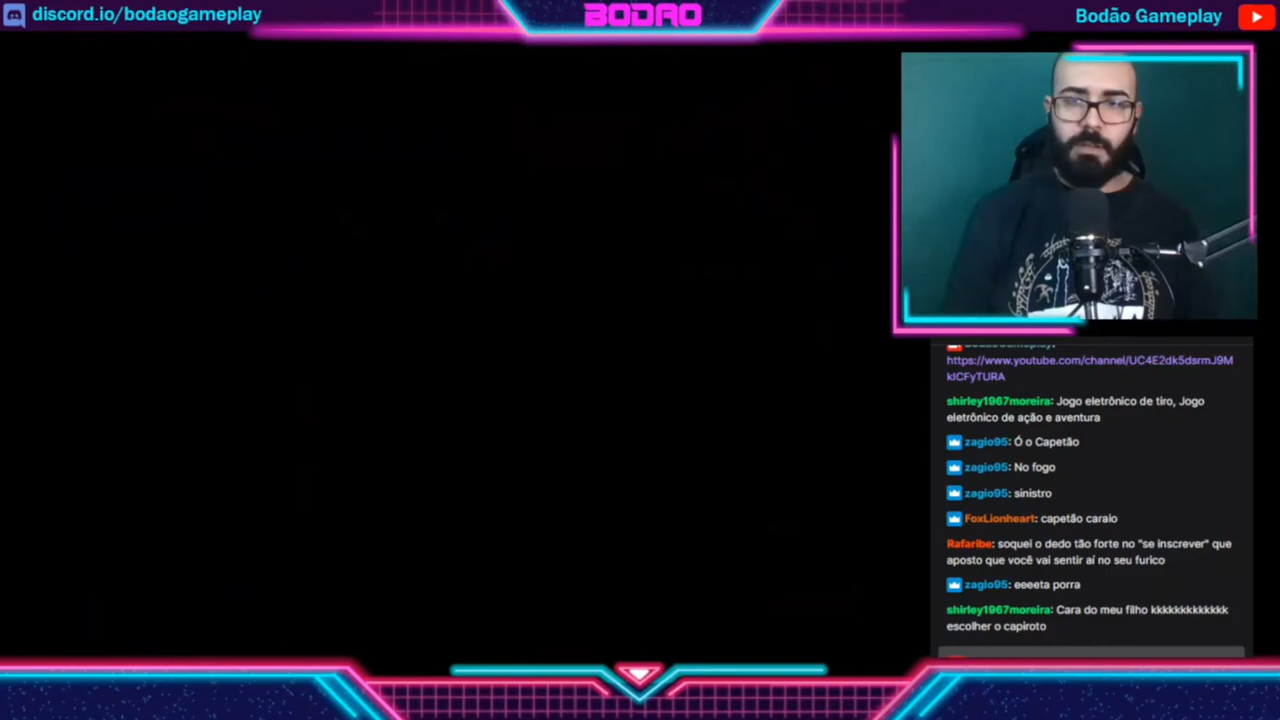 discord.io/bodaogameplay
BODAO
Bodão Gameplay
https://www.youtube.com/channel/UC4E2dk5dsrmJ9M
kICFyTURA
shirley1967moreira: Jogo eletrônico de tiro, Jogo
eletrônico de ação e aventura
zagio95: Ó o Capetão
zagio95: No fogo
zagio95: sinistro
FoxLionheart: capetão caraio
Rafaribe: soquei o dedo tão forte no "se inscrever" que
aposto que você vai sentir aí no seu furico
zagio95: eeeeta porra
shirley1967moreira: Cara do meu filho kkkkkkkkkkkkk
escolher o capiroto